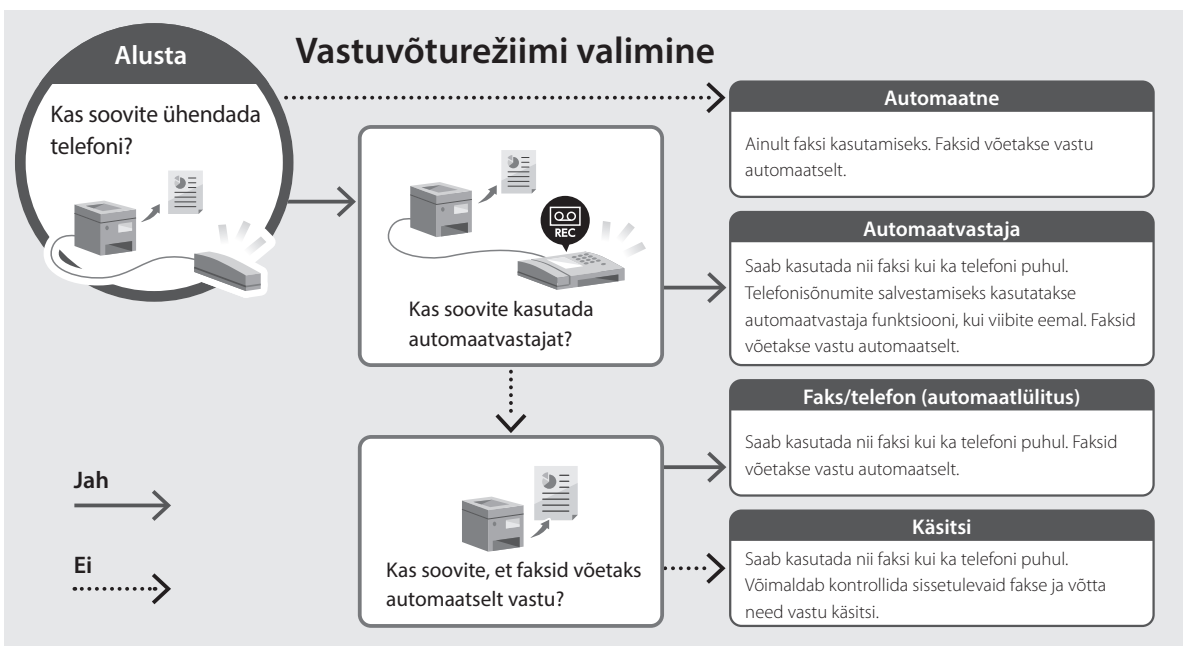 Alusta
Vastuvõturežiimi valimine
Kas soovite ühendada
telefoni?
Automaatne
Ainult faksi kasutamiseks. Faksid võetakse vastu
automaatselt.
REC
Kas soovite kasutada
automaatvastajat?
Automaatvastaja
Saab kasutada nii faksi kui ka telefoni puhul.
Telefonisõnumite salvestamiseks kasutatakse
automaatvastaja funktsiooni, kui viibite eemal. Faksid
võetakse vastu automaatselt.
Faks/telefon (automaatlülitus)
Saab kasutada nii faksi kui ka telefoni puhul. Faksid
võetakse vastu automaatselt.
Jah
Ei
Kas soovite, et faksid võetaks
automaatselt vastu?
Käsitsi
Saab kasutada nii faksi kui ka telefoni puhul.
Võimaldab kontrollida sissetulevaid fakse ja võtta
need vastu käsitsi.